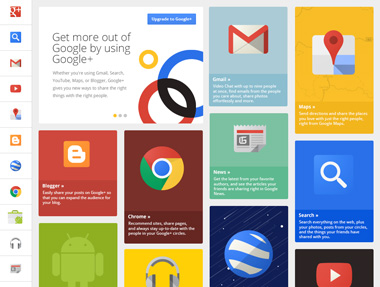 g+
Upgrade to Google+
Get more out of
Google by using
Google+
Whether you're using Gmail, Search,
YouTube, Maps, or Blogger, Google+
gives you new ways to share the right
things with the right people.
Gmail »
Video Chat with up to nine people
at once, find emails from the people
you care about, share photos
effortlessly and more.
Maps »
Send directions and share the places
you love with just the right people,
right from Google Maps.
Blogger »
Easily share your posts on Google+ so
that you can expand the audience for
your blog.
Chrome »
Recommend sites, share pages,
and always stay up-to-date with the
people in your Google+ circles.
News »
Get the latest from your favorite
authors, and see the articles your
friends are sharing right in Google
News.
Search »
Search everything on the web, plus
your photos, posts from your circles,
and the things your friends have
shared with you.